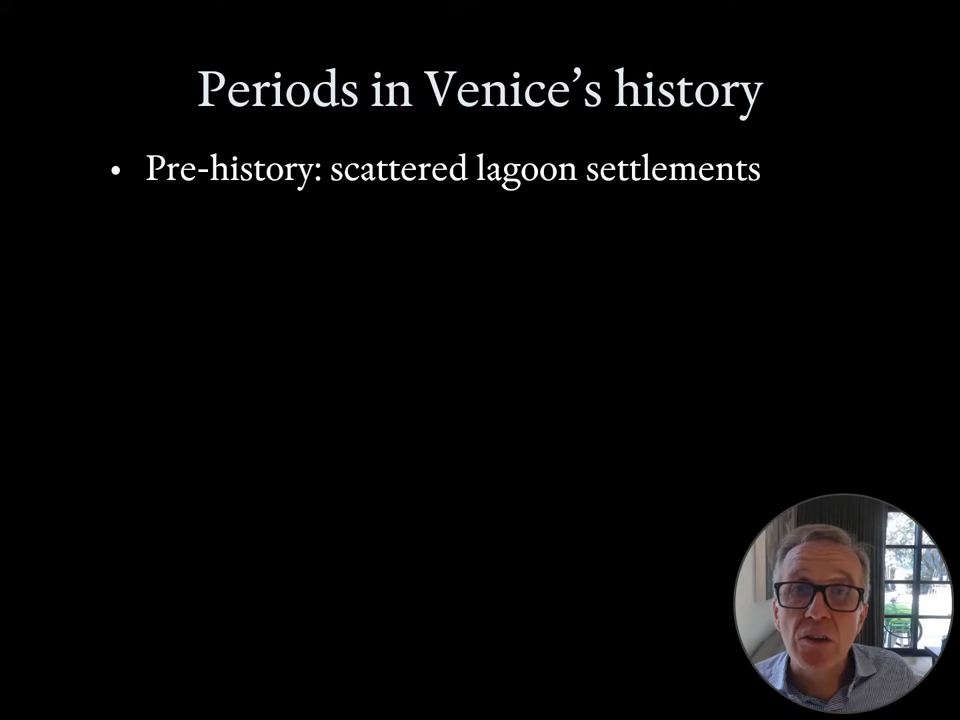 Periods in Venice’s history
• Pre-history: scattered lagoon settlements